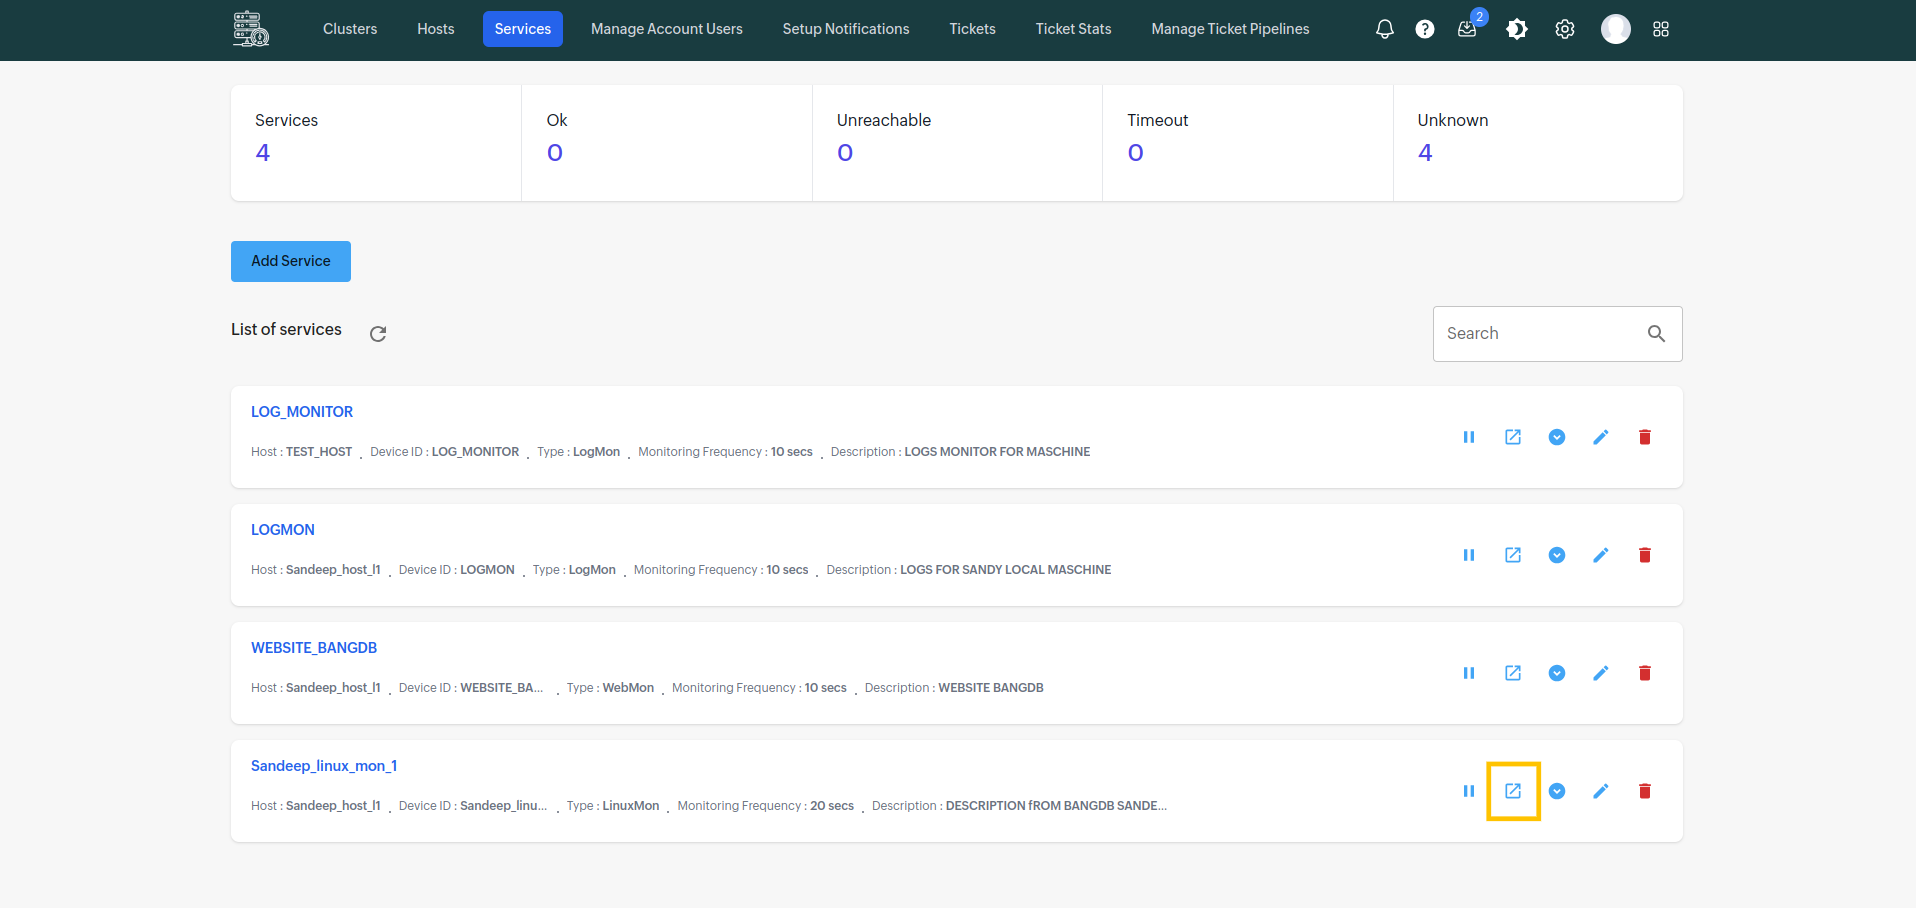 Clusters Hosts Services Manage Account Users Setup Notifications Tickets Ticket Stats Manage Ticket Pipelines ? 2
Services Ok Unreachable Timeout Unknown
4 0 0 0 4
Add Service
List of services
Search
LOG_MONITOR
Host : TEST_HOST . Device ID : LOG_MONITOR . Type : LogMon . Monitoring Frequency : 10 secs . Description : LOGS MONITOR FOR MASCHINE
LOGMON
Host : Sandeep_host_l1 . Device ID : LOGMON . Type : LogMon . Monitoring Frequency : 10 secs . Description : LOGS FOR SANDY LOCAL MASCHINE
WEBSITE_BANGDB
Host : Sandeep_host_l1 . Device ID : WEBSITE_BA... . Type : WebMon . Monitoring Frequency : 10 secs . Description : WEBSITE BANGDB
Sandeep_linux_mon_1
Host : Sandeep_host_l1 . Device ID : Sandeep_linu... . Type : LinuxMon . Monitoring Frequency : 20 secs . Description : DESCRIPTION fROM BANGDB SANDE...